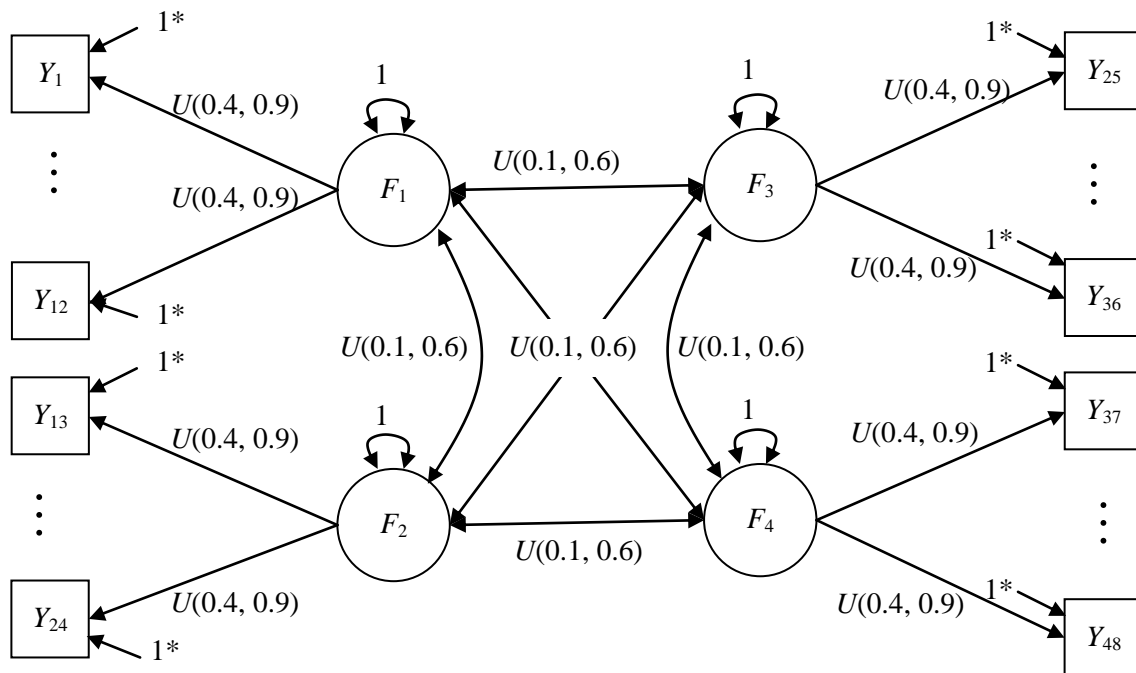 1*
Y₁
U(0.4, 0.9)
⋮
U(0.4, 0.9)
Y₁₂
1*
1*
Y₁₃
U(0.4, 0.9)
⋮
U(0.4, 0.9)
Y₂₄
1*
1
F₁
U(0.1, 0.6)
1
F₃
U(0.1, 0.6)
U(0.1, 0.6)
U(0.1, 0.6)
1
F₂
U(0.1, 0.6)
1
F₄
1*
Y₂₅
U(0.4, 0.9)
⋮
1*
U(0.4, 0.9)
Y₃₆
1*
Y₃₇
U(0.4, 0.9)
⋮
1*
U(0.4, 0.9)
Y₄₈